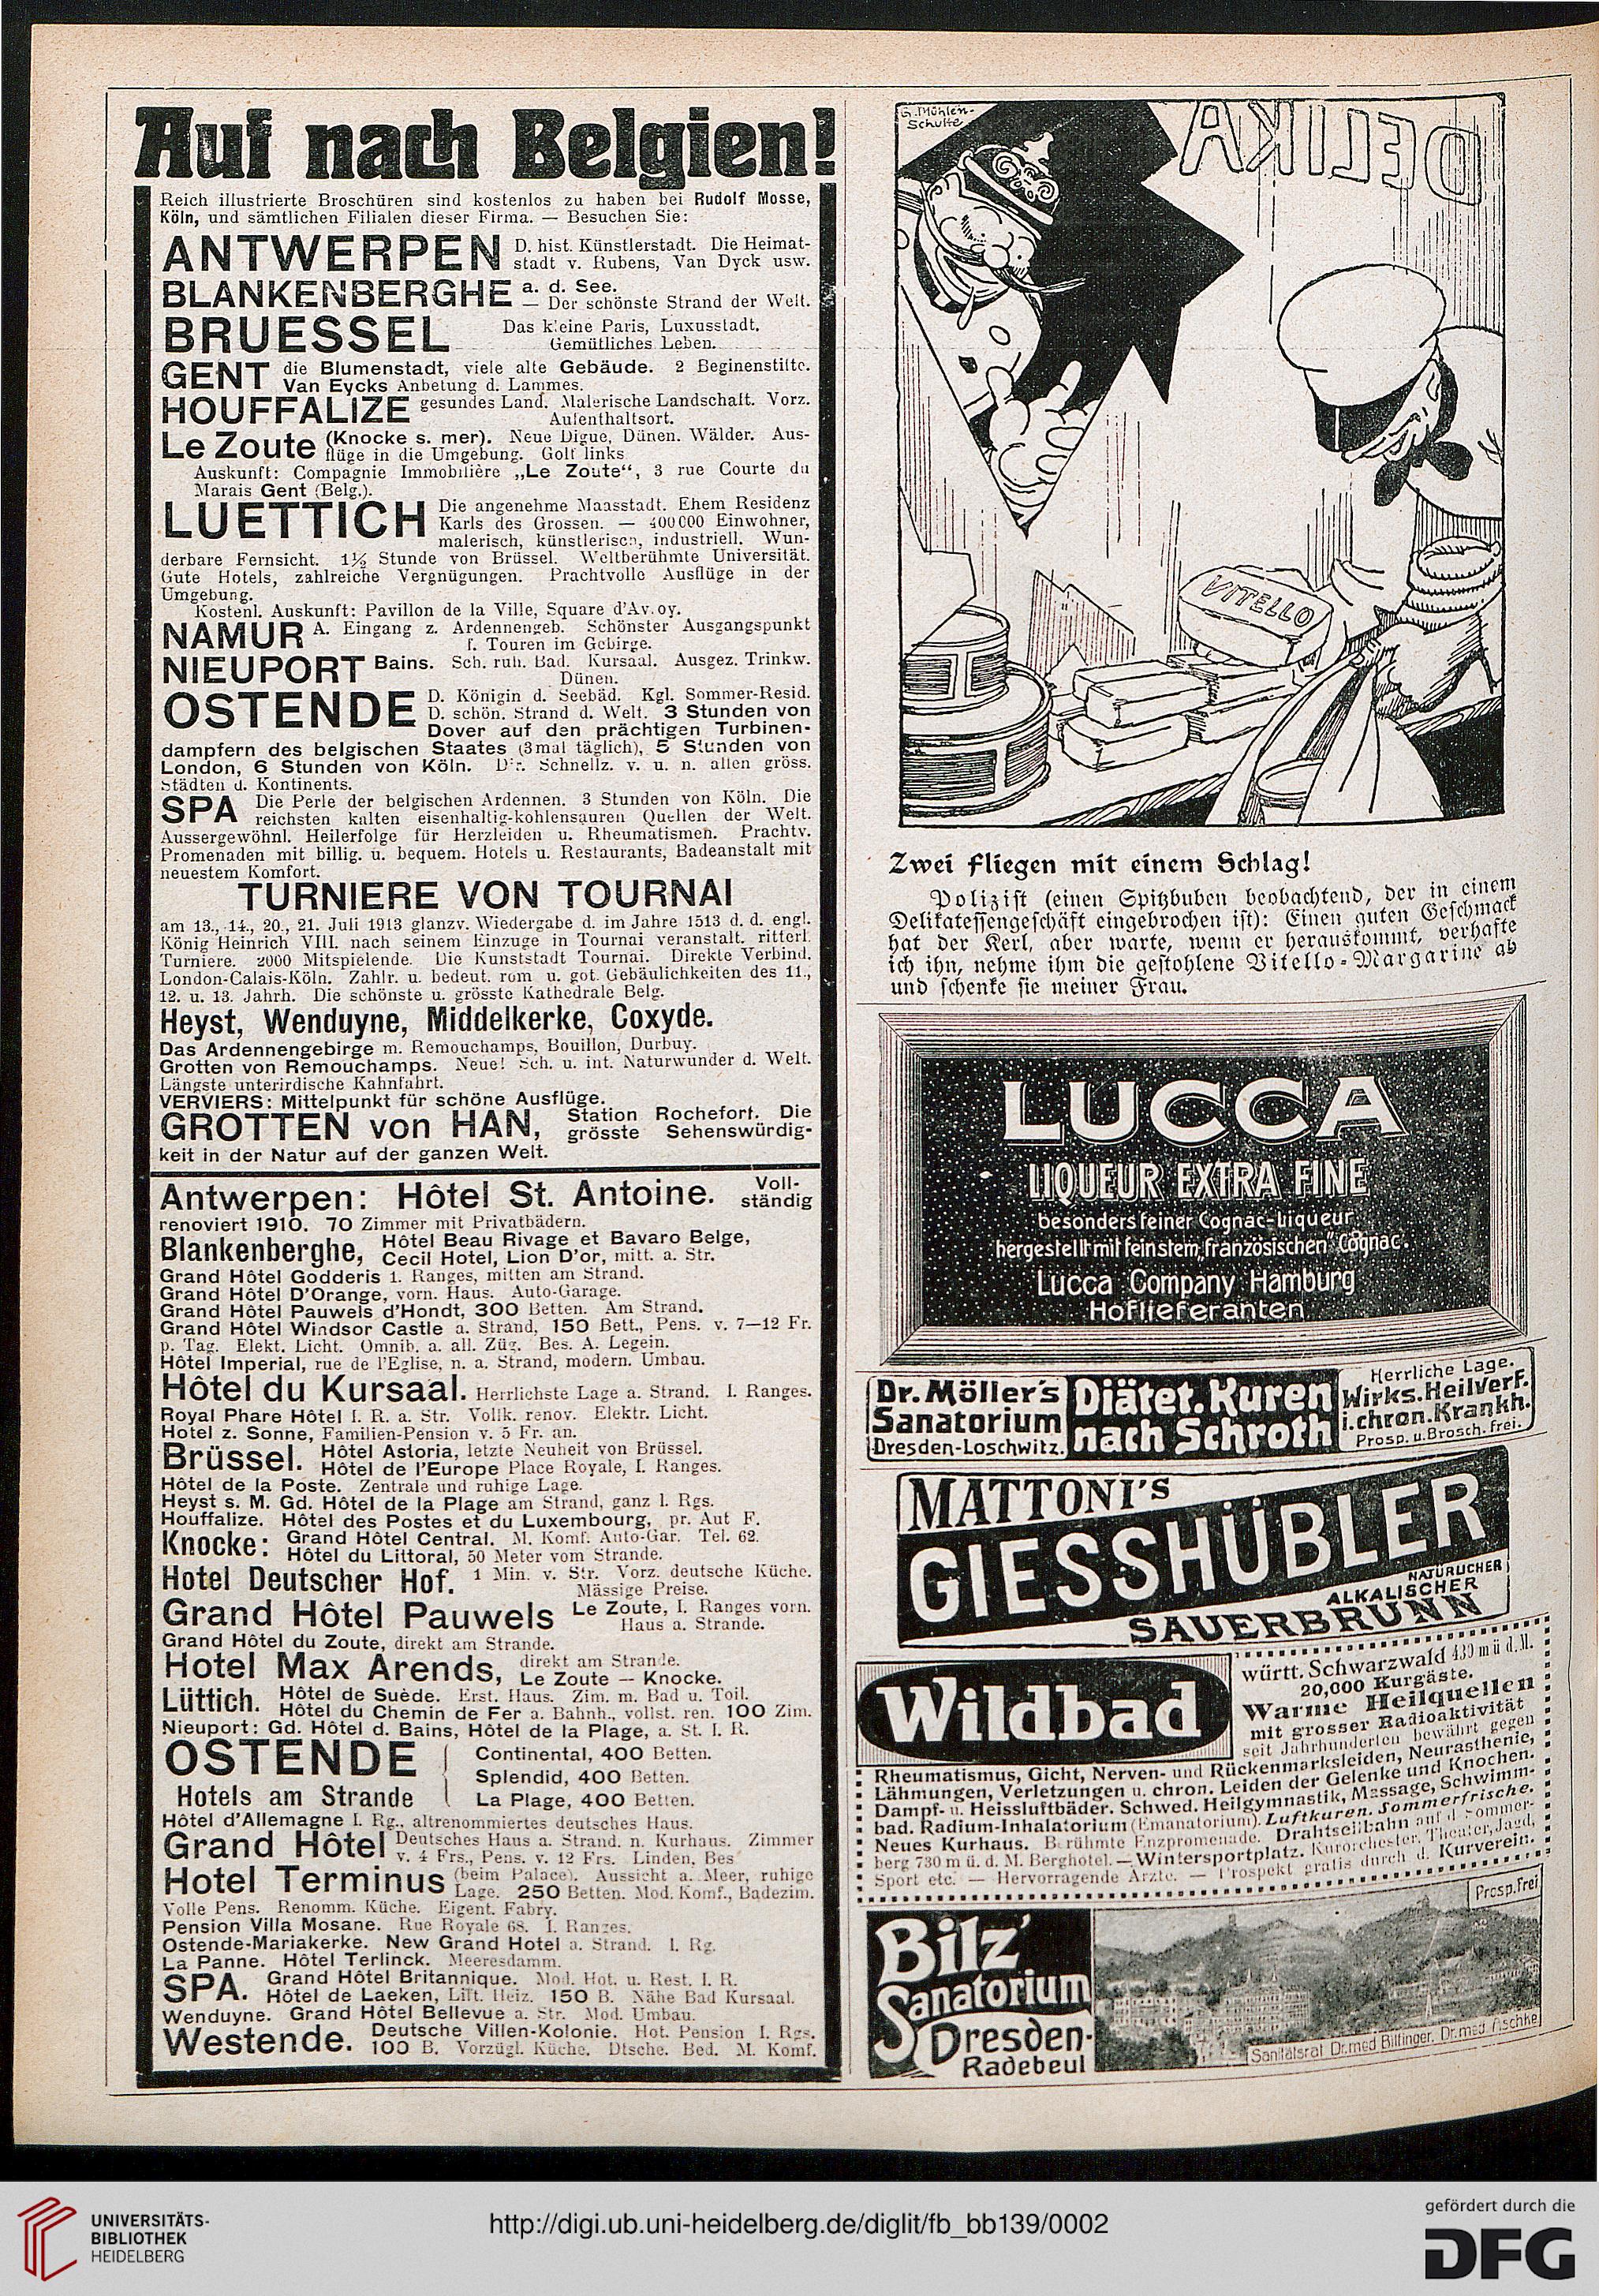 Auf nach Belgien!
Reich illustrierte Broschüren sind kostenlos zu haben bei Rudolf Mosse,
Köln, und sämtlichen Filialen dieser Firma. — Besuchen Sie:
ANTWERPEN D. hist. Künstlerstadt. Die Heimat-
stadt v. Rubens, Van Dyck usw.
BLANKENBERGHE a. d. See.
— Der schönste Strand der Welt.
BRUESSEL Das kleine Paris, Luxusstadt.
Gemütliches Leben.
GENT die Blumenstadt, viele alte Gebäude. 2 Beginenstifte.
Van Eycks Anbetung d. Lammes.
HOUFFALIZE gesundes Land. Malerische Landschaft. Vorz.
Aufenthaltsort.
Le Zoute (Knocke s. mer). Neue Digue, Dünen. Wälder. Aus-
flüge in die Umgebung. Golf links
Auskunft: Compagnie Immobilière „Le Zoute“, 3 rue Courte du
Marais Gent (Belg.).
LUETTICH Die angenehme Maasstadt. Ehem Residenz
Karls des Grossen. — 400000 Einwohner,
malerisch, künstlerisch, industriell. Wun-
derbare Fernsicht. 1½ Stunde von Brüssel. Weltberühmte Universität.
Gute Hotels, zahlreiche Vergnügungen. Prachtvolle Ausflüge in der
Umgebung.
Kostenl. Auskunft: Pavillon de la Ville, Square d'Avroy.
NAMUR A. Eingang z. Ardennengeb. Schönster Ausgangspunkt
f. Touren im Gebirge.
NIEUPORT Bains. Sch. ruh. Bad. Kursaal. Ausgez. Trinkw.
Dünen.
OSTENDE D. Königin d. Seebäd. Kgl. Sommer-Resid.
D. schön. Strand d. Welt. 3 Stunden von
Dover auf den prächtigen Turbinen-
dampfern des belgischen Staates (3mal täglich), 5 Stunden von
London, 6 Stunden von Köln. Dir. Schnellz. v. u. n. allen gröss.
Städten d. Kontinents.
SPA Die Perle der belgischen Ardennen. 3 Stunden von Köln. Die
reichsten kalten eisenhaltig-kohlensauren Quellen der Welt.
Aussergewöhnl. Heilerfolge für Herzleiden u. Rheumatismen. Prachtv.
Promenaden mit billig. u. bequem. Hotels u. Restaurants, Badeanstalt mit
neuestem Komfort.
TURNIERE VON TOURNAI
am 13., 14., 20., 21. Juli 1913 glanzv. Wiedergabe d. im Jahre 1513 d. d. engl.
König Heinrich VIII. nach seinem Einzuge in Tournai veranstalt. ritterl.
Turniere. 2000 Mitspielende. Die Kunststadt Tournai. Direkte Verbind.
London-Calais-Köln. Zahlr. u. bedeut. rom u. got. Gebäulichkeiten des 11.,
12. u. 13. Jahrh. Die schönste u. grösste Kathedrale Belg.
Heyst, Wenduyne, Middelkerke, Coxyde.
Das Ardennengebirge m. Remouchamps, Bouillon, Durbuy.
Grotten von Remouchamps. Neue! Sch. u. int. Naturwunder d. Welt.
Längste unterirdische Kahnfahrt.
VERVIERS: Mittelpunkt für schöne Ausflüge.
GROTTEN von HAN, Station Rochefort. Die
grösste Sehenswürdig-
keit in der Natur auf der ganzen Welt.
Antwerpen: Hôtel St. Antoine. Voll-
ständig
renoviert 1910. 70 Zimmer mit Privatbädern.
Blankenberghe, Hôtel Beau Rivage et Bavaro Belge,
Cecil Hotel, Lion D'or, mitt. a. Str.
Grand Hôtel Godderis 1. Ranges, mitten am Strand.
Grand Hôtel D'Orange, vorn. Haus. Auto-Garage.
Grand Hôtel Pauwels d'Hondt, 300 Betten. Am Strand.
Grand Hôtel Windsor Castle a. Strand, 150 Bett., Pens. v. 7—12 Fr.
p. Tag. Elekt. Licht. Omnib. a. all. Züg. Bes. A. Legein.
Hôtel Imperial, rue de l'Eglise, n. a. Strand, modern. Umbau.
Hôtel du Kursaal. Herrlichste Lage a. Strand. I. Ranges.
Royal Phare Hôtel I. R. a. Str. Vollk. renov. Elektr. Licht.
Hotel z. Sonne, Familien-Pension v. 5 Fr. an.
Brüssel. Hôtel Astoria, letzte Neuheit von Brüssel.
Hôtel de l'Europe Place Royale, I. Ranges.
Hôtel de la Poste. Zentrale und ruhige Lage.
Heyst s. M. Gd. Hôtel de la Plage am Strand, ganz I. Rgs.
Houffalize. Hôtel des Postes et du Luxembourg, pr. Aut F.
Knocke: Grand Hôtel Central. M. Komf. Auto-Gar. Tel. 62.
Hôtel du Littoral, 50 Meter vom Strande.
Hotel Deutscher Hof. 1 Min. v. Str. Vorz. deutsche Küche.
Mässige Preise.
Grand Hôtel Pauwels Le Zoute, I. Ranges vorn.
Haus a. Strande.
Grand Hôtel du Zoute, direkt am Strande.
Hotel Max Arends, direkt am Strande.
Le Zoute — Knocke.
Lüttich. Hôtel de Suède. Erst. Haus. Zim. m. Bad u. Toil.
Hôtel du Chemin de Fer a. Bahnh., vollst. ren. 100 Zim.
Nieuport: Gd. Hôtel d. Bains, Hôtel de la Plage, a. St. I. R.
OSTENDE Continental, 400 Betten.
Splendid, 400 Betten.
Hotels am Strande La Plage, 400 Betten.
Hôtel d'Allemagne I. Rg., altrenommiertes deutsches Haus.
Grand Hôtel Deutsches Haus a. Strand. n. Kurhaus. Zimmer
v. 4 Frs., Pens. v. 12 Frs. Linden, Bes
Hotel Terminus (beim Palace). Aussicht a. Meer, ruhige
Lage. 250 Betten. Mod. Komf., Badezim.
Volle Pens. Renomm. Küche. Eigent. Fabry.
Pension Villa Mosane. Rue Royale 68. I. Ranges.
Ostende-Mariakerke. New Grand Hotel a. Strand. I. Rg.
La Panne. Hôtel Terlinck. Meeresdamm.
SPA. Grand Hôtel Britannique. Mod. Hot. u. Rest. I. R.
Hôtel de Laeken, Lift. Heiz. 150 B. Nähe Bad Kursaal.
Wenduyne. Grand Hôtel Bellevue a. Str. Mod. Umbau.
Westende. Deutsche Villen-Kolonie. Hot. Pension I. Rgs.
100 B. Vorzügl. Küche. Dtsche. Bed. M. Komf.
G. Mühlen-
Schulte
DELIKA
VITELLO
Zwei Fliegen mit einem Schlag!
Polizist (einen Spitzbuben beobachtend, der in einem
Delikatessengeschäft eingebrochen ist): Einen guten Geschmack
hat der Kerl, aber warte, wenn er herauskommt, verhafte
ich ihn, nehme ihm die gestohlene Vitello-Margarine ab
und schenke sie meiner Frau.
LUCCA
LIQUEUR EXTRA FINE
besonders feiner Cognac-Liqueur,
hergestellt mit feinstem, französischen Cognac.
Lucca Company Hamburg
Hoflieferanten
Dr. Möller's
Sanatorium
Dresden-Loschwitz.
Diätet. Kuren
nach Schroth
Herrliche Lage.
Wirks. Heilverf.
i. chron. Krankh.
Prosp. u. Brosch. frei.
MATTONI'S
GIESSHÜBLER
NATÜRLICHER
ALKALISCHER
SAUERBRUNN
Wildbad
württ. Schwarzwald 430 m ü d. M.
20,000 Kurgäste.
Warme Heilquellen
mit grosser Radioaktivität
seit Jahrhunderten bewährt gegen
Rheumatismus, Gicht, Nerven- und Rückenmarksleiden, Neurasthenie,
Lähmungen, Verletzungen u. chron. Leiden der Gelenke und Knochen.
Dampf- u. Heissluftbäder. Schwed. Heilgymnastik, Massage, Schwimm-
bad. Radium-Inhalatorium (Emanatorium). Luftkuren. Sommerfrische.
Neues Kurhaus. Berühmte Enzpromenade. Drahtseilbahn auf d Sommer-
berg 730 m ü. d. M. Berghotel. — Wintersportplatz. Kurorchester, Theater, Jagd,
Sport etc. — Hervorragende Ärzte. — Prospekt gratis durch d. Kurverein.
Bilz'
Sanatorium
Dresden-
Radebeul
Prosp. frei
Sanitätsrat Dr. med Bilfinger. Dr. med Aschke
UNIVERSITÄTS-
BIBLIOTHEK
HEIDELBERG
http://digi.ub.uni-heidelberg.de/diglit/fb_bb139/0002
gefördert durch die
DFG